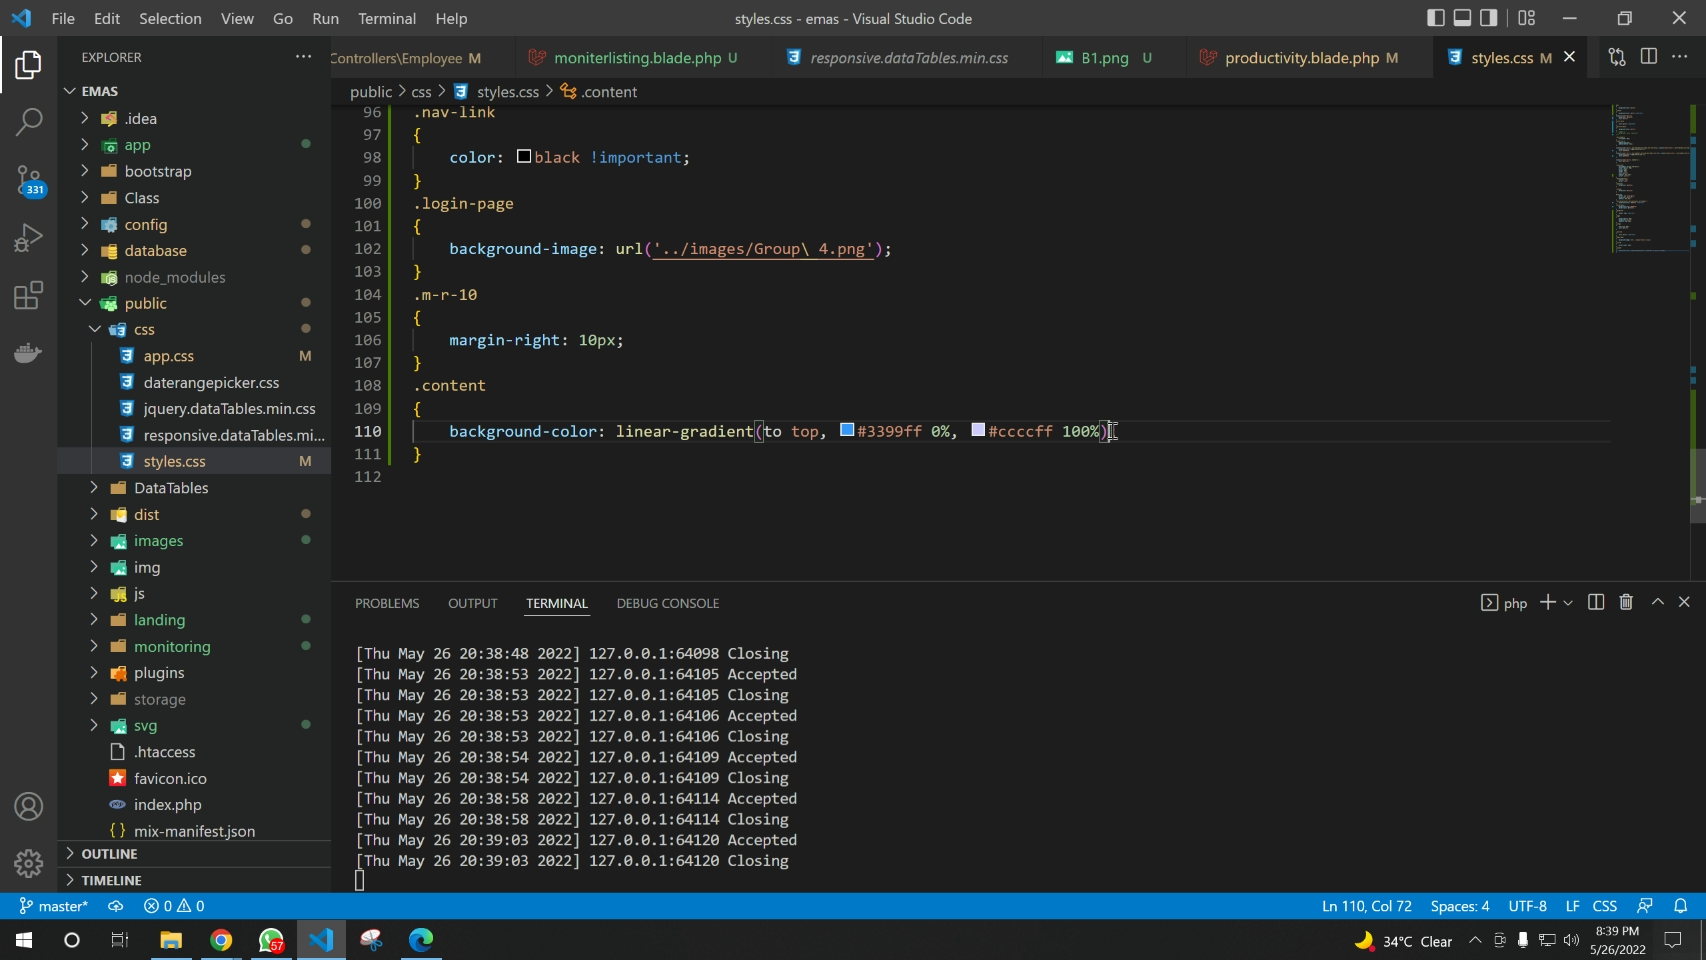 File Edit Selection View Go Run Terminal Help
styles.css - emas - Visual Studio Code
EXPLORER
Controllers\Employee M
moniterlisting.blade.php U
responsive.dataTables.min.css
B1.png U
productivity.blade.php M
styles.css M
EMAS
public > css > styles.css > .content
.idea
app
bootstrap
Class
config
database
node_modules
public
css
app.css M
daterangepicker.css
jquery.dataTables.min.css
responsive.dataTables.mi...
styles.css M
DataTables
dist
images
img
js
landing
monitoring
plugins
storage
svg
.htaccess
favicon.ico
index.php
{} mix-manifest.json
OUTLINE
TIMELINE
331
96 .nav-link
97 {
98 color: black !important;
99 }
100 .login-page
101 {
102 background-image: url('../images/Group\ 4.png');
103 }
104 .m-r-10
105 {
106 margin-right: 10px;
107 }
108 .content
109 {
110 background-color: linear-gradient(to top, #3399ff 0%, #ccccff 100%)
111 }
112
PROBLEMS OUTPUT TERMINAL DEBUG CONSOLE
php
[Thu May 26 20:38:48 2022] 127.0.0.1:64098 Closing
[Thu May 26 20:38:53 2022] 127.0.0.1:64105 Accepted
[Thu May 26 20:38:53 2022] 127.0.0.1:64105 Closing
[Thu May 26 20:38:53 2022] 127.0.0.1:64106 Accepted
[Thu May 26 20:38:53 2022] 127.0.0.1:64106 Closing
[Thu May 26 20:38:54 2022] 127.0.0.1:64109 Accepted
[Thu May 26 20:38:54 2022] 127.0.0.1:64109 Closing
[Thu May 26 20:38:58 2022] 127.0.0.1:64114 Accepted
[Thu May 26 20:38:58 2022] 127.0.0.1:64114 Closing
[Thu May 26 20:39:03 2022] 127.0.0.1:64120 Accepted
[Thu May 26 20:39:03 2022] 127.0.0.1:64120 Closing
master* 0 0
Ln 110, Col 72 Spaces: 4 UTF-8 LF CSS
57
34°C Clear
8:39 PM
5/26/2022